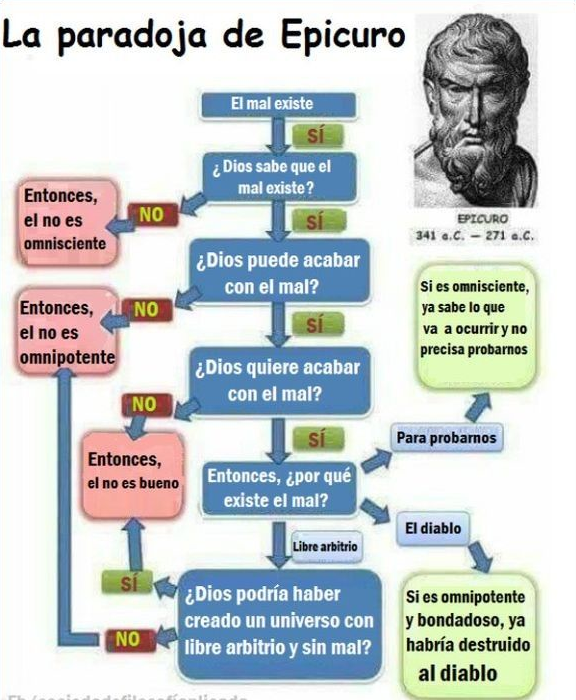 La paradoja de Epicuro
El mal existe
SÍ
¿Dios sabe que el
mal existe?
NO
Entonces,
el no es
omnisciente
SÍ
EPICURO
341 a.C. – 271 a.C.
¿Dios puede acabar
con el mal?
NO
Entonces,
el no es
omnipotente
SÍ
Si es omnisciente,
ya sabe lo que
va a ocurrir y no
precisa probarnos
¿Dios quiere acabar
con el mal?
NO
Entonces,
el no es bueno
SÍ
Para probarnos
Entonces, ¿por qué
existe el mal?
El diablo
Libre arbitrio
¿Dios podría haber
creado un universo con
libre arbitrio y sin mal?
SÍ
NO
Si es omnipotente
y bondadoso, ya
habría destruido
al diablo